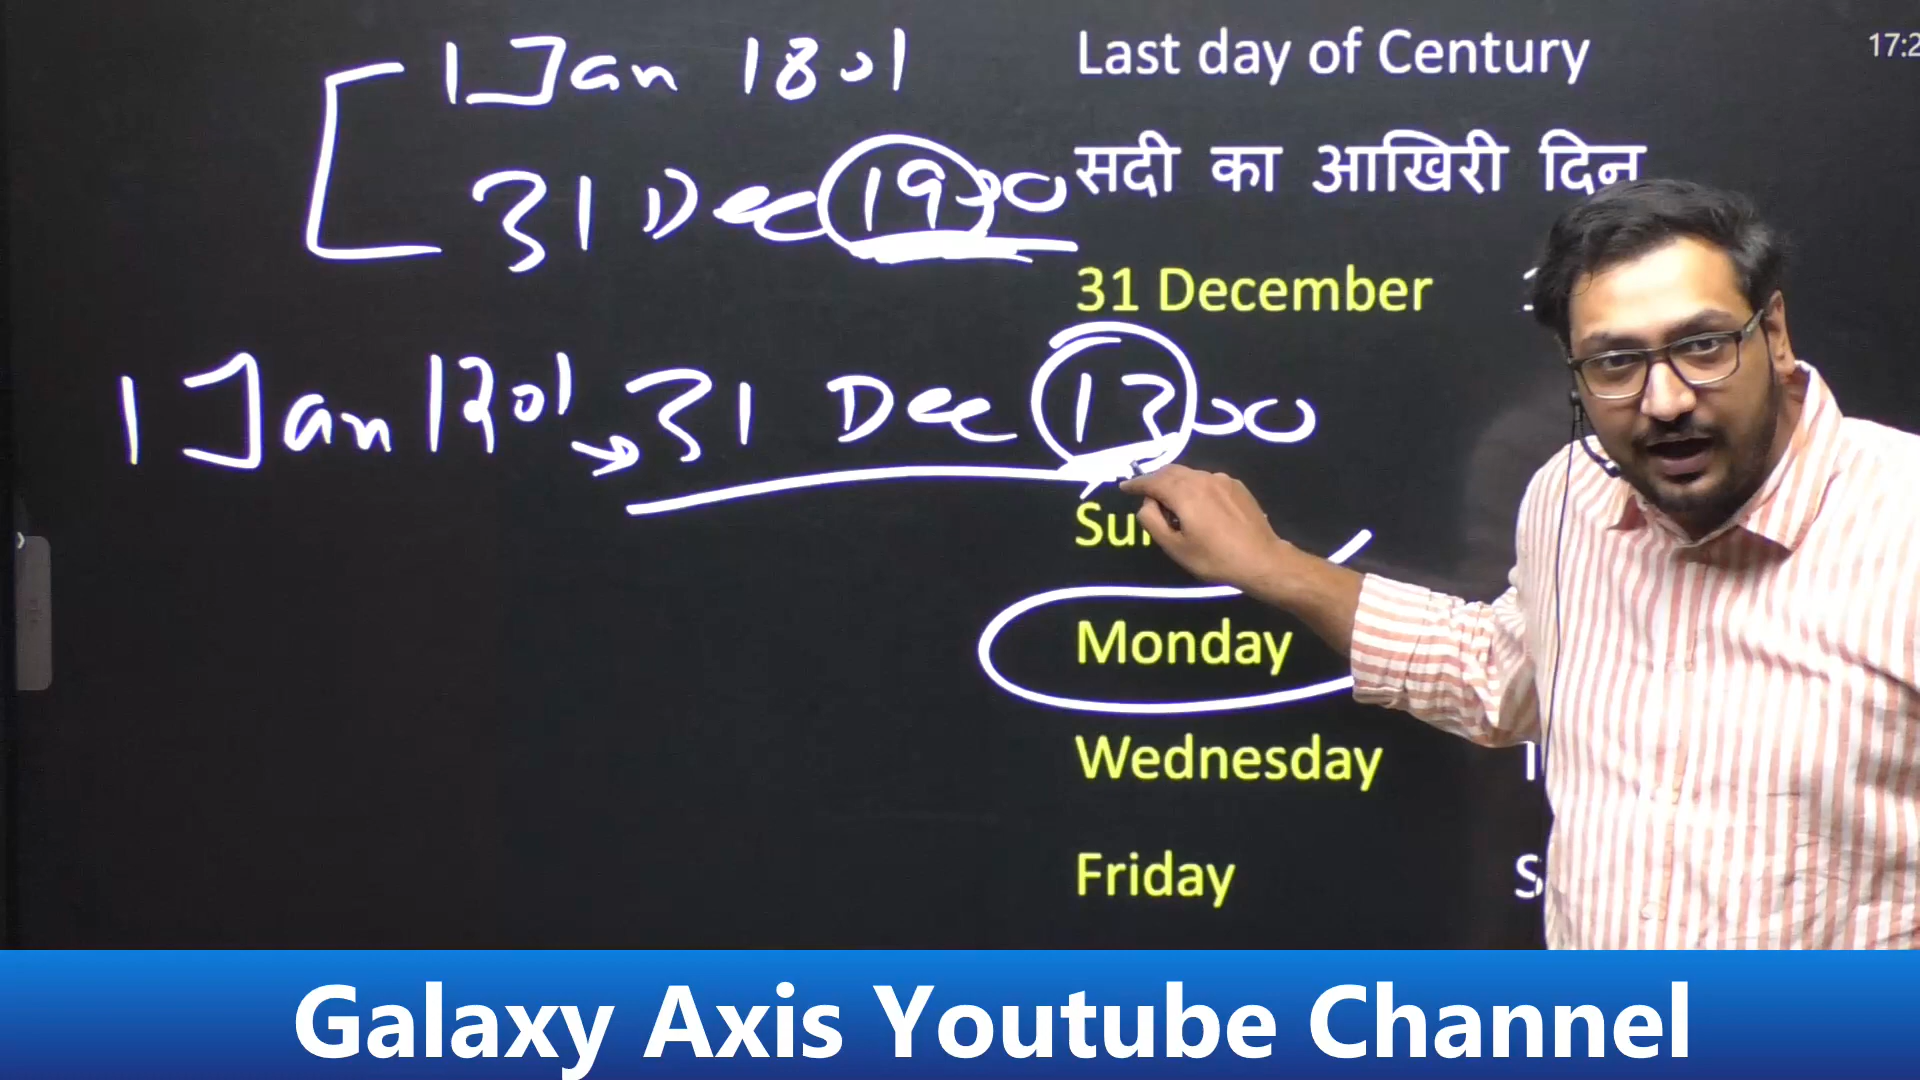 1 Jan 1801
31 Dec 1900
1 Jan 1201
31 Dec 1300
Last day of Century
सदी का आखिरी दिन
31 December
Monday
Wednesday
Friday
Galaxy Axis Youtube Channel